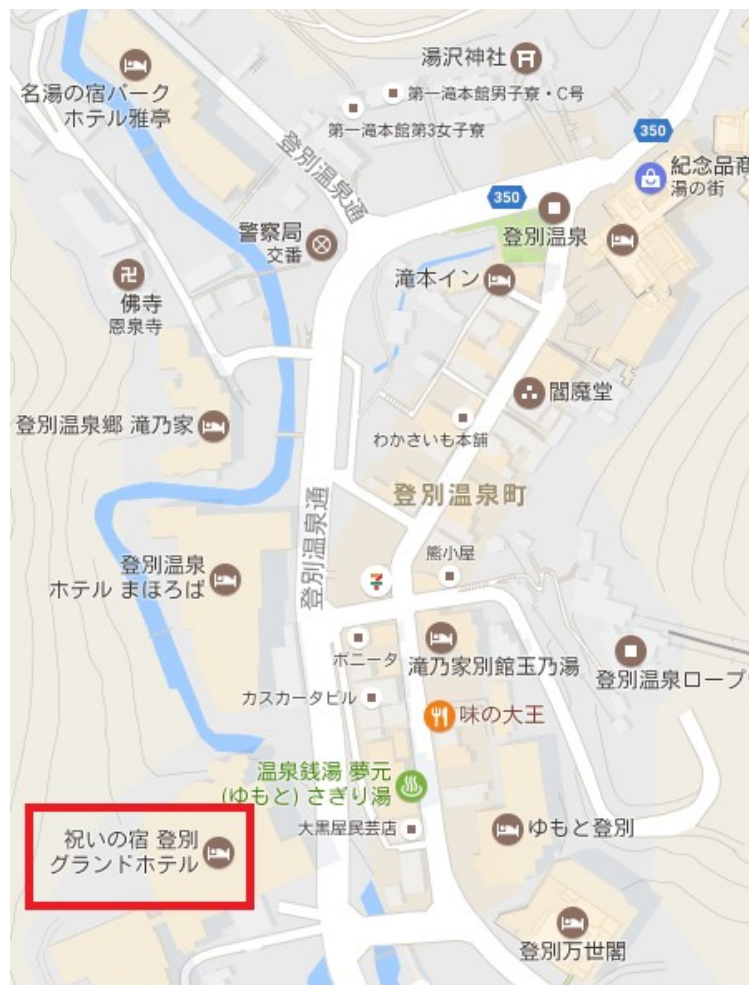 湯沢神社
名湯の宿パーク
ホテル雅亭
第一滝本館男子寮・C号
第一滝本館第3女子寮
350
紀念品商
湯の街
登別温泉通
350
登別温泉
警察局
交番
滝本イン
佛寺
恩泉寺
閻魔堂
登別温泉郷 滝乃家
わかさいも本舗
登別温泉町
登別温泉通
熊小屋
登別温泉
ホテル まほろば
7
ボニータ
滝乃家別館玉乃湯
登別温泉ロープ
カスカータビル
味の大王
温泉銭湯 夢元
(ゆもと) さぎり湯
大黒屋民芸店
ゆもと登別
祝いの宿 登別
グランドホテル
登別万世閣